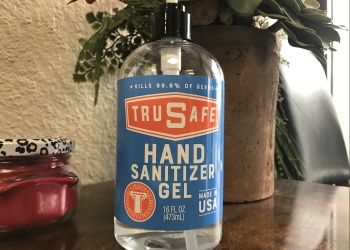 KILLS 99.9% OF GERMS
TRUSAFE
HAND
SANITIZER
GEL
MADE IN
USA
16 FL OZ
(473mL)